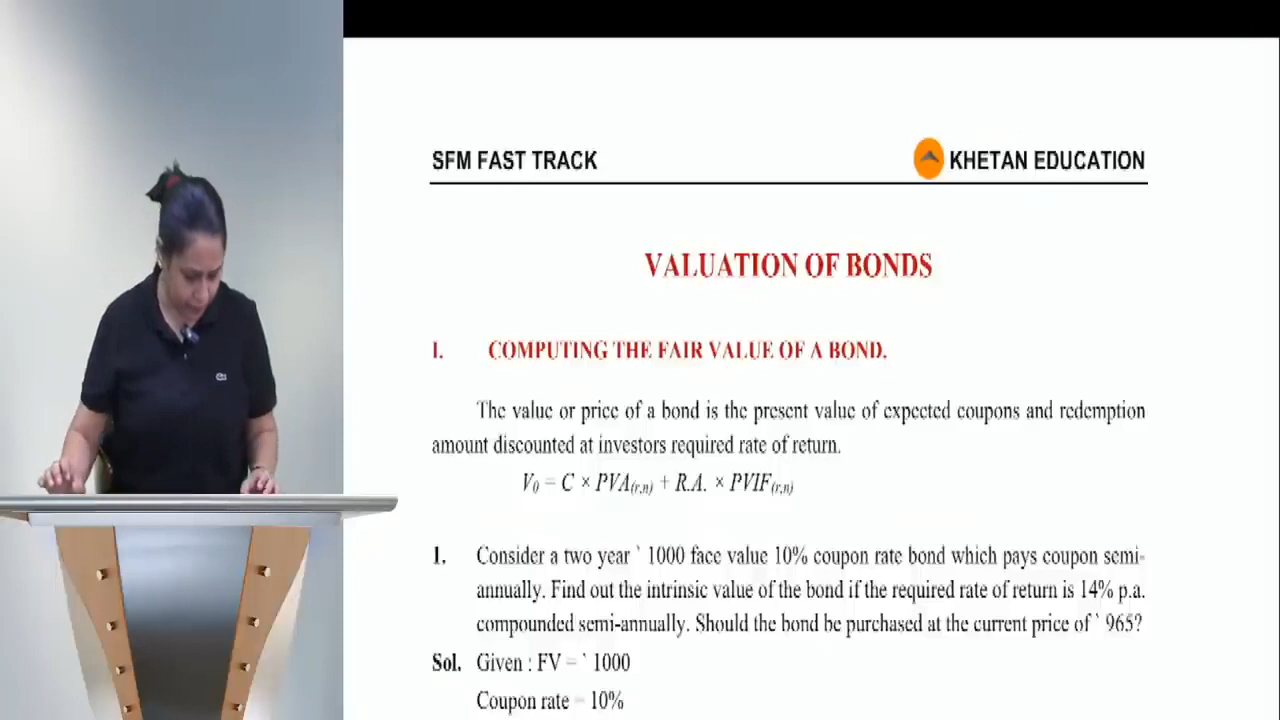 SFM FAST TRACK
KHETAN EDUCATION
VALUATION OF BONDS
I. COMPUTING THE FAIR VALUE OF A BOND.
The value or price of a bond is the present value of expected coupons and redemption
amount discounted at investors required rate of return.
V₀ = C × PVA(r,n) + R.A. × PVIF(r,n)
1. Consider a two year ` 1000 face value 10% coupon rate bond which pays coupon semi-
annually. Find out the intrinsic value of the bond if the required rate of return is 14% p.a.
compounded semi-annually. Should the bond be purchased at the current price of ` 965?
Sol. Given : FV = ` 1000
Coupon rate = 10%